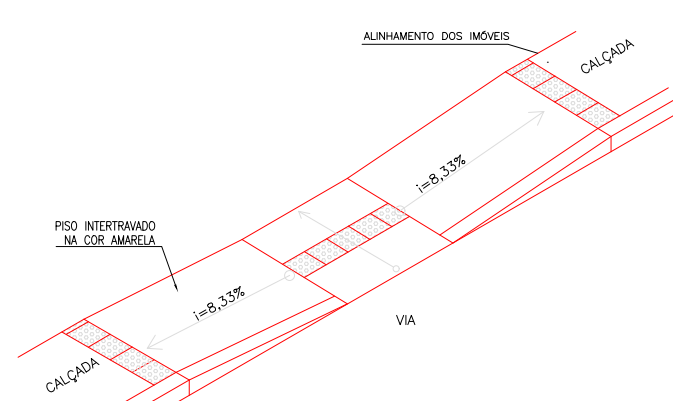 ALINHAMENTO DOS IMÓVEIS
CALÇADA
i=8,33%
PISO INTERTRAVADO
NA COR AMARELA
i=8,33%
VIA
CALÇADA